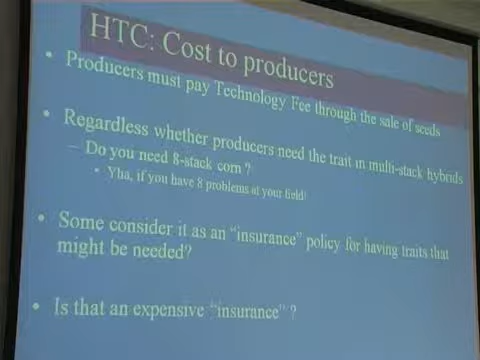 HTC: Cost to producers
• Producers must pay Technology Fee through the sale of seeds
• Regardless whether producers need the trait in multi-stack hybrids
– Do you need 8-stack corn ?
• Yha, if you have 8 problems at your field!
• Some consider it as an “insurance” policy for having traits that
might be needed?
• Is that an expensive “insurance” ?